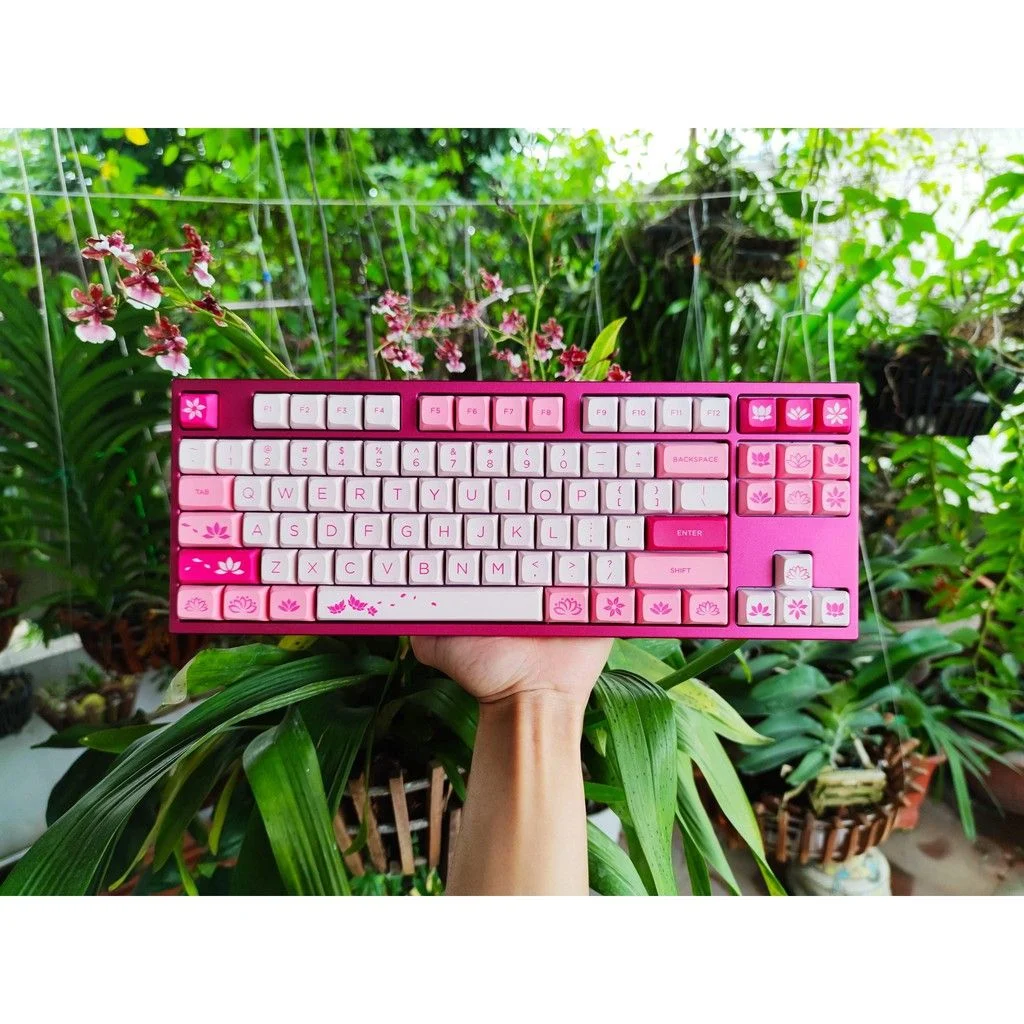 F1 F2 F3 F4 F5 F6 F7 F8 F9 F10 F11 F12
~ ! @ # $ % ^ & * ( ) _ +
2 3 4 5 6 7 8 9 0 - = BACKSPACE
TAB Q W E R T Y U I O P { } |
[ ] \
A S D F G H J K L : " ENTER
Z X C V B N M < > ? SHIFT
, . /